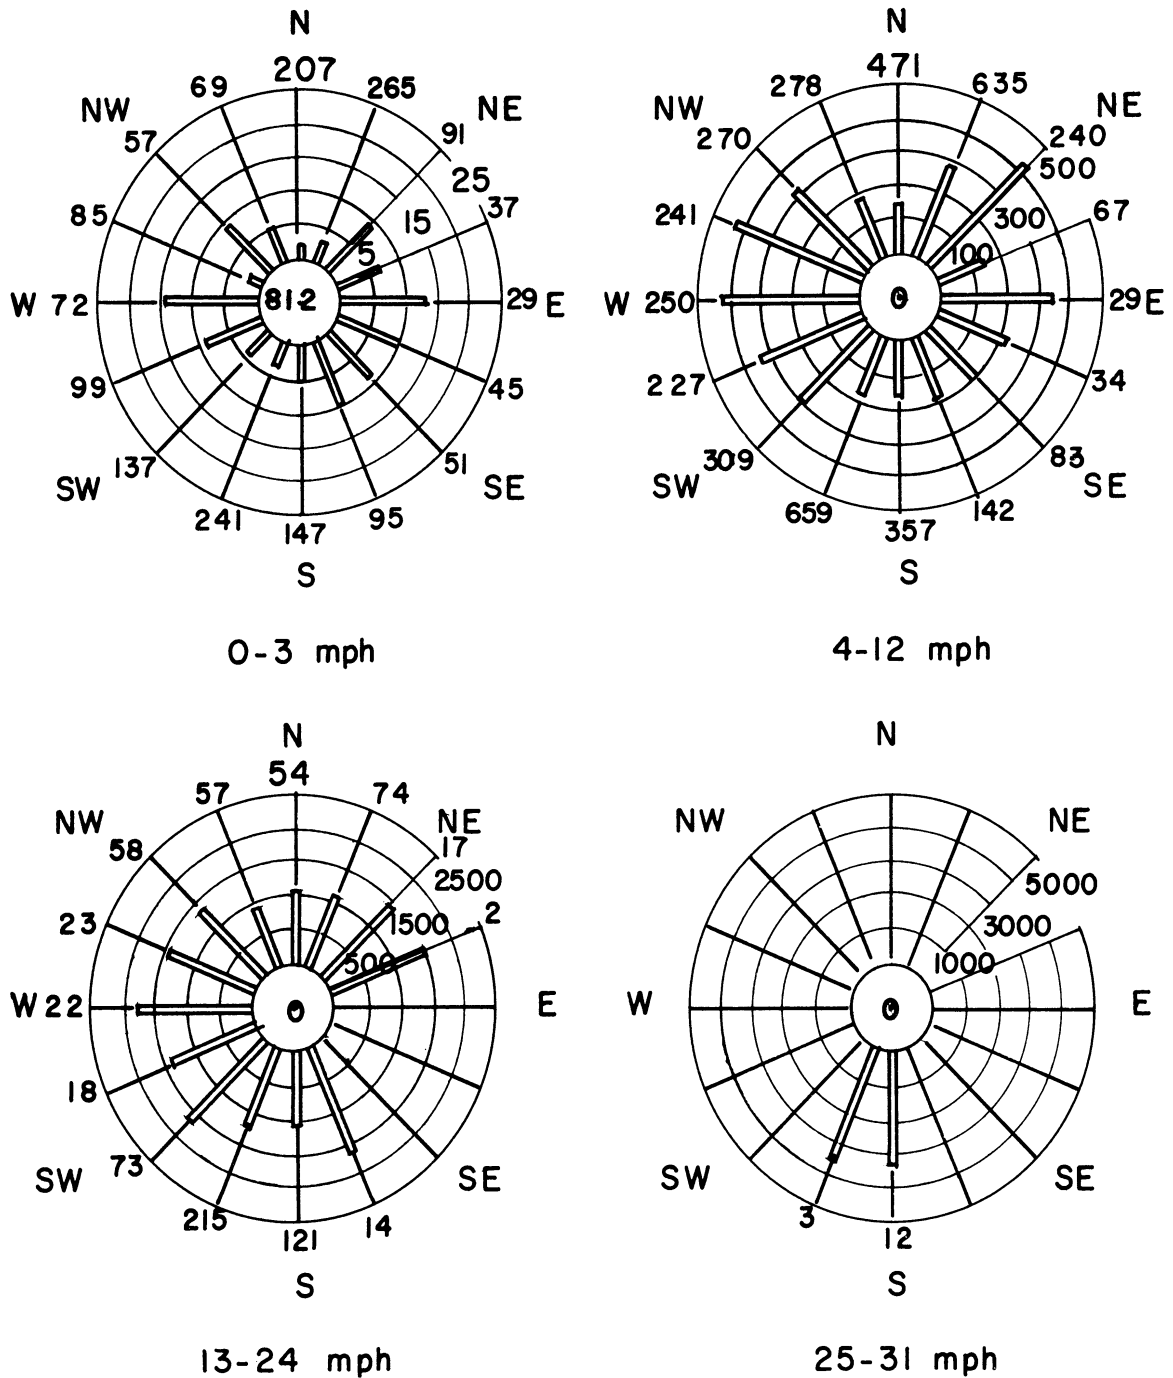 N
207
69 265
NW NE
57 91
25
85 15 37
5
W 72 812 29 E
99 45
137 51
SW SE
241 95
147
S
0-3 mph
N
471
278 635
NW NE
270 240
500
241 300 67
100
W 250 0 29 E
227 34
309 83
SW SE
659 142
357
S
4-12 mph
N
54
57 74
NW NE
58 17
2500
23 1500 2
500
W 22 0 E
18
73
SW SE
215 14
121
S
13-24 mph
N
NW NE
5000
3000
1000
W 0 E
SW SE
3
12
S
25-31 mph